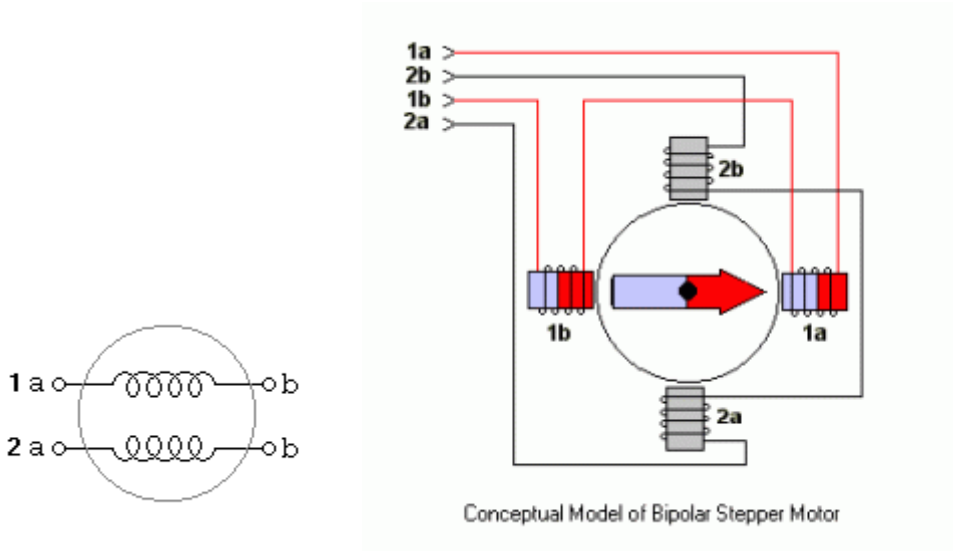 1a
2b
1b
2a
2b
1b
1a
2a
1 a b
2 a b
Conceptual Model of Bipolar Stepper Motor